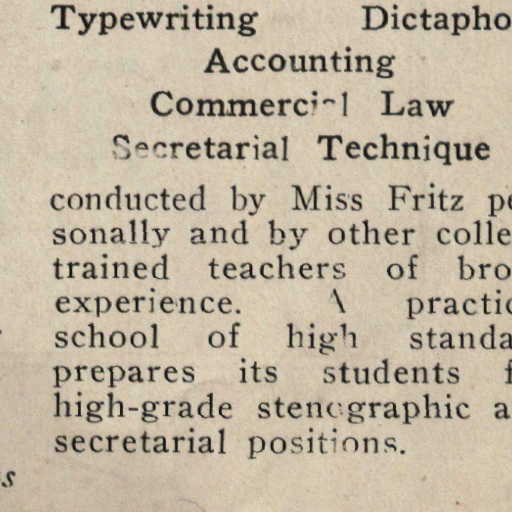 Typewriting Dictapho
Accounting
Commercial Law
Secretarial Technique
conducted by Miss Fritz pe
sonally and by other colle
trained teachers of bro
experience. A practic
school of high standa
prepares its students f
high-grade stenographic a
secretarial positions.
s